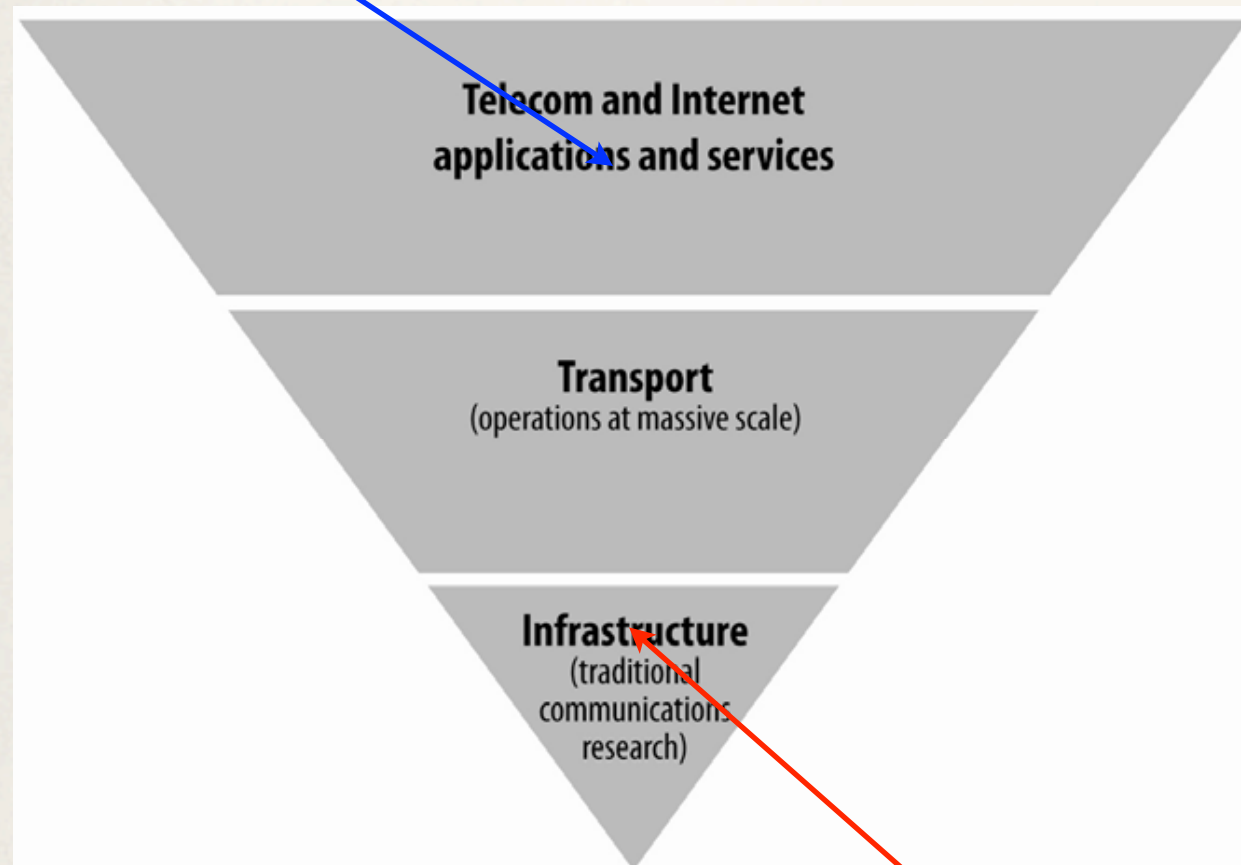 Telecom and Internet
applications and services
Transport
(operations at massive scale)
Infrastructure
(traditional
communications
research)